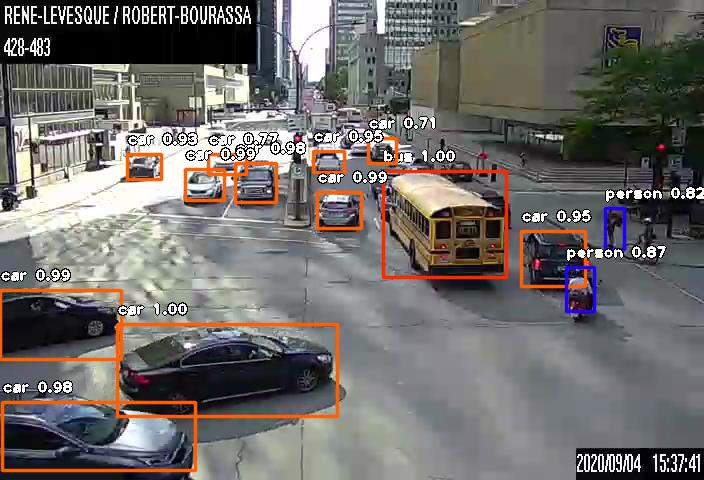 RENE-LEVESQUE / ROBERT-BOURASSA
428-483
car 0.71
car 0.93
car 0.77
car 0.95
car 0.99
0.98
bus 1.00
car 0.99
person 0.82
car 0.95
person 0.87
car 0.99
car 1.00
car 0.98
2020/09/04 15:37:41